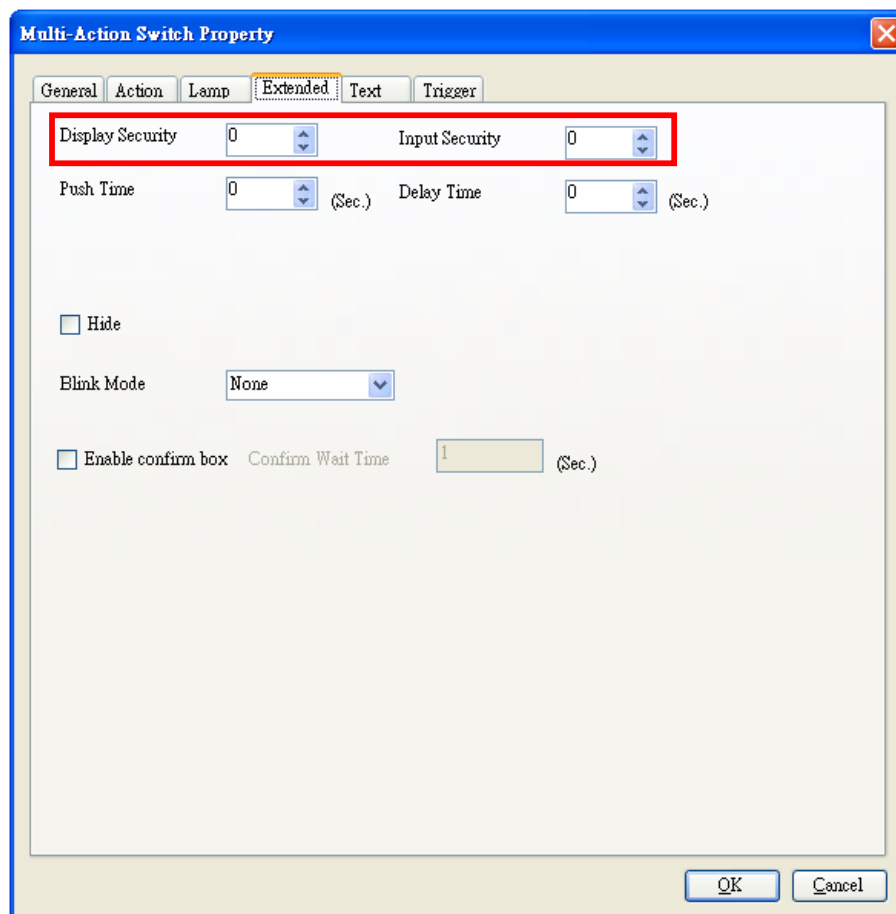 Multi-Action Switch Property
General Action Lamp Extended Text Trigger
Display Security 0 Input Security 0
Push Time 0 (Sec.) Delay Time 0 (Sec.)
Hide
Blink Mode None
Enable confirm box Confirm Wait Time 1 (Sec.)
OK Cancel